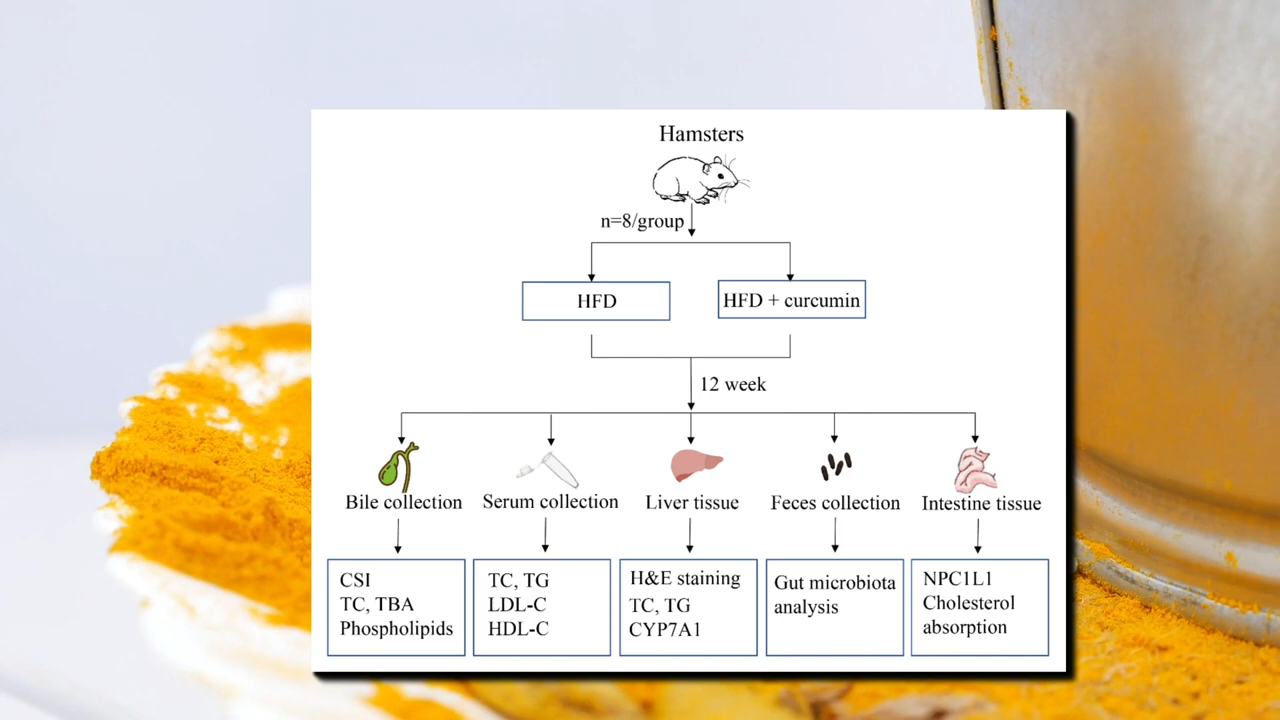 Hamsters
n=8/group
HFD
HFD + curcumin
12 week
Bile collection
Serum collection
Liver tissue
Feces collection
Intestine tissue
CSI
TC, TBA
Phospholipids
TC, TG
LDL-C
HDL-C
H&E staining
TC, TG
CYP7A1
Gut microbiota
analysis
NPC1L1
Cholesterol
absorption